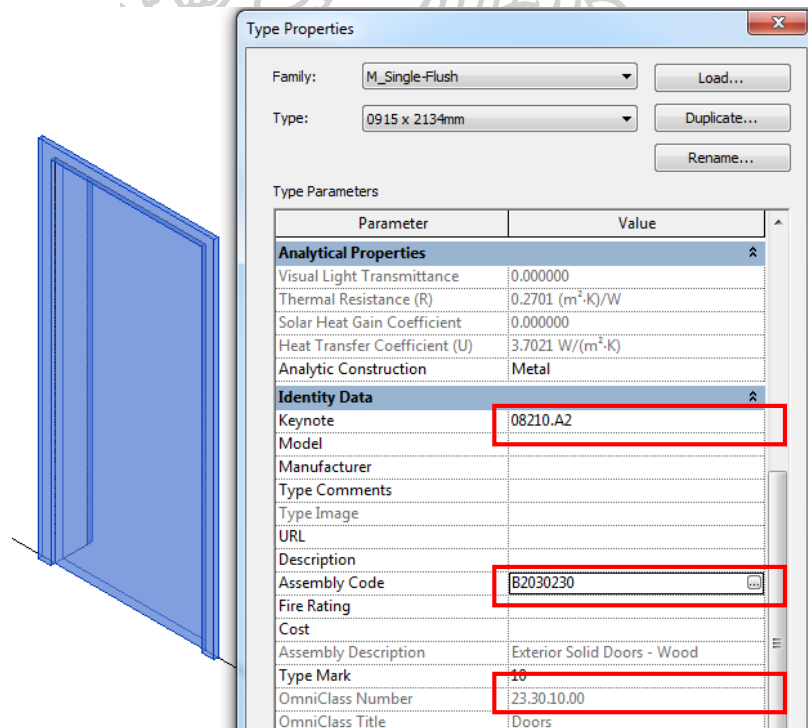 Type Properties
Family: M_Single-Flush Load...
Type: 0915 x 2134mm Duplicate...
Rename...
Type Parameters
Parameter Value
Analytical Properties
Visual Light Transmittance 0.000000
Thermal Resistance (R) 0.2701 (m²·K)/W
Solar Heat Gain Coefficient 0.000000
Heat Transfer Coefficient (U) 3.7021 W/(m²·K)
Analytic Construction Metal
Identity Data
Keynote 08210.A2
Model
Manufacturer
Type Comments
Type Image
URL
Description
Assembly Code B2030230
Fire Rating
Cost
Assembly Description Exterior Solid Doors - Wood
Type Mark 10
OmniClass Number 23.30.10.00
OmniClass Title Doors